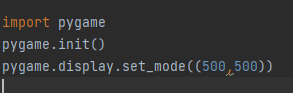 import pygame
pygame.init()
pygame.display.set_mode((500,500))